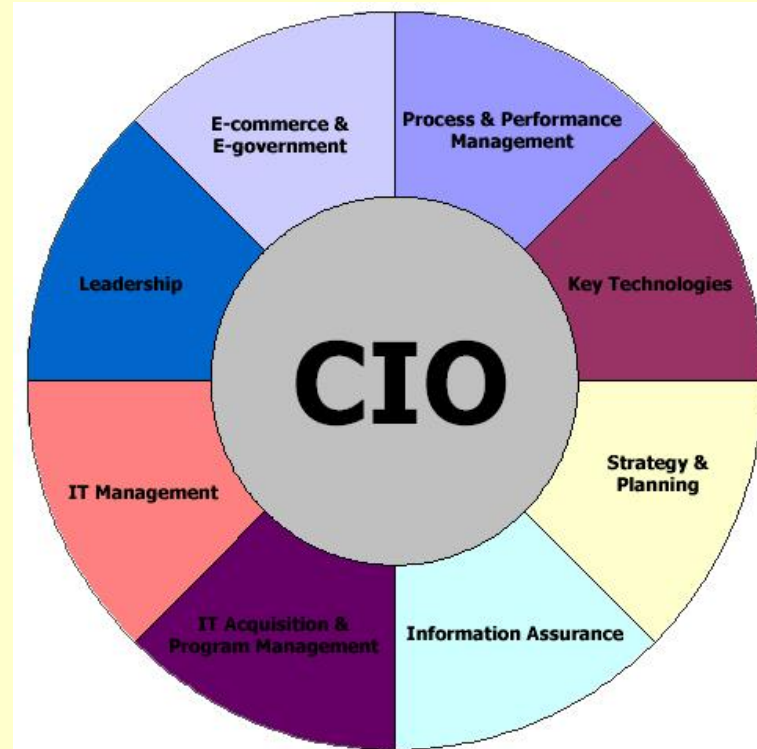 E-commerce &
E-government
Process & Performance
Management
Leadership
Key Technologies
CIO
IT Management
Strategy &
Planning
IT Acquisition &
Program Management
Information Assurance